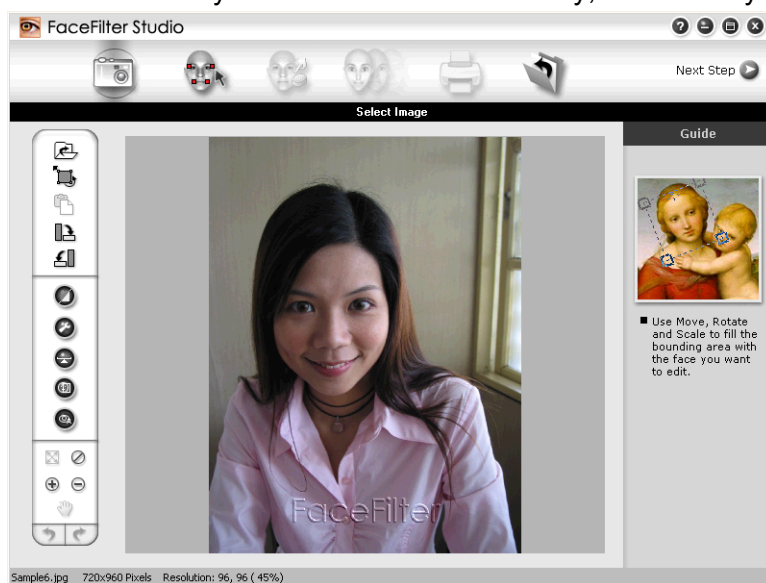 FaceFilter Studio
Next Step
Select Image
Guide
Use Move, Rotate
and Scale to fill the
bounding area with
the face you want
to edit.
FaceFilter
Sample6.jpg 720x960 Pixels Resolution: 96, 96 ( 45%)